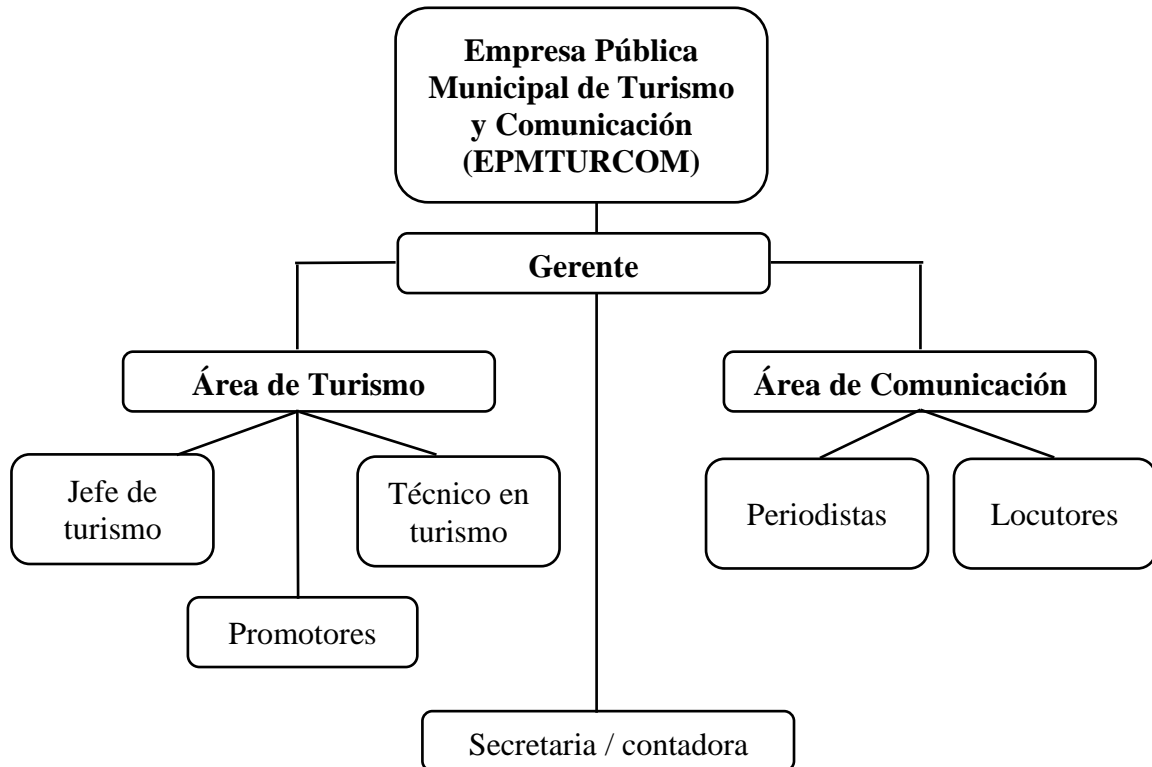 Empresa Pública
Municipal de Turismo
y Comunicación
(EPMTURCOM)
Gerente
Área de Turismo
Área de Comunicación
Jefe de
turismo
Técnico en
turismo
Periodistas
Locutores
Promotores
Secretaria / contadora